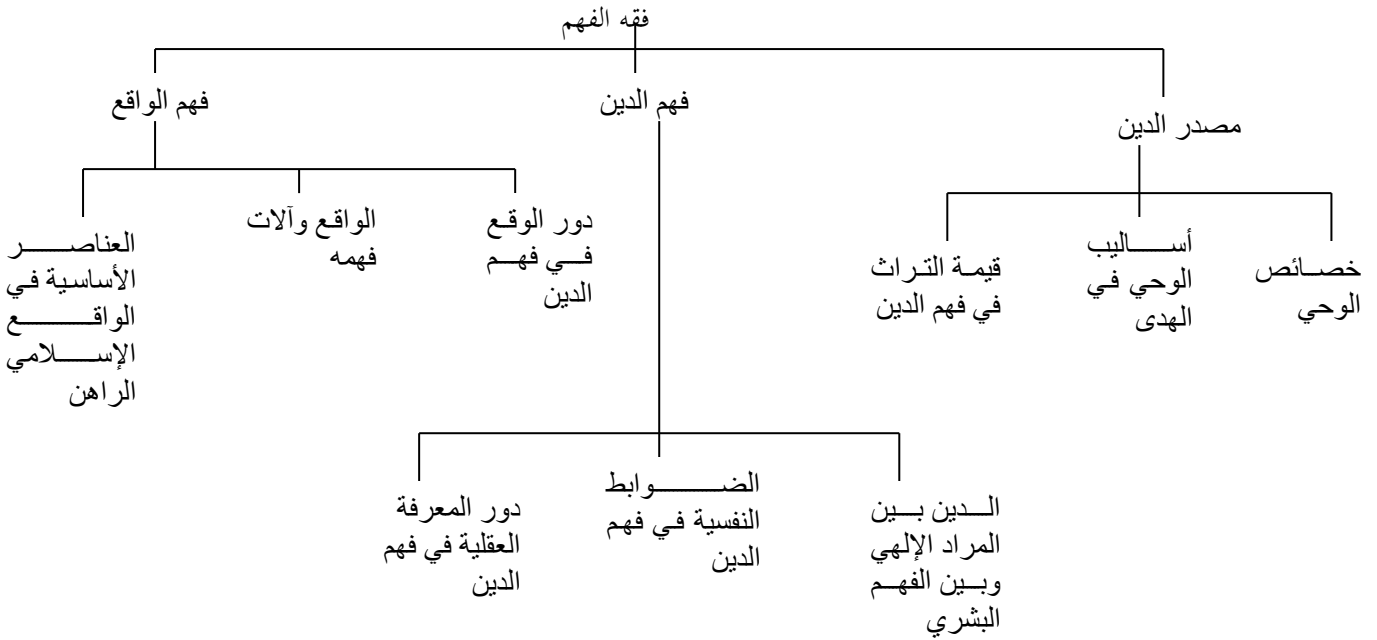 فقه الفهم
مصدر الدين
فهم الدين
فهم الواقع
خصائص
الوحي
أساليب
الوحي في
الهدى
قيمة التراث
في فهم الدين
دور الوقع
في فهم
الدين
الواقع وآلات
فهمه
العناصر
الأساسية في
الواقع
الإسلامي
الراهن
الدين بين
المراد الإلهي
وبين الفهم
البشري
الضوابط
النفسية في فهم
الدين
دور المعرفة
العقلية في فهم
الدين